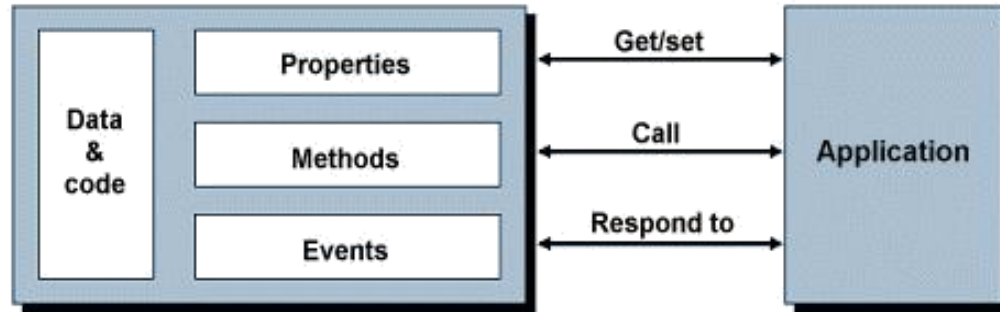 Data
&
code
Properties
Methods
Events
Get/set
Call
Respond to
Application